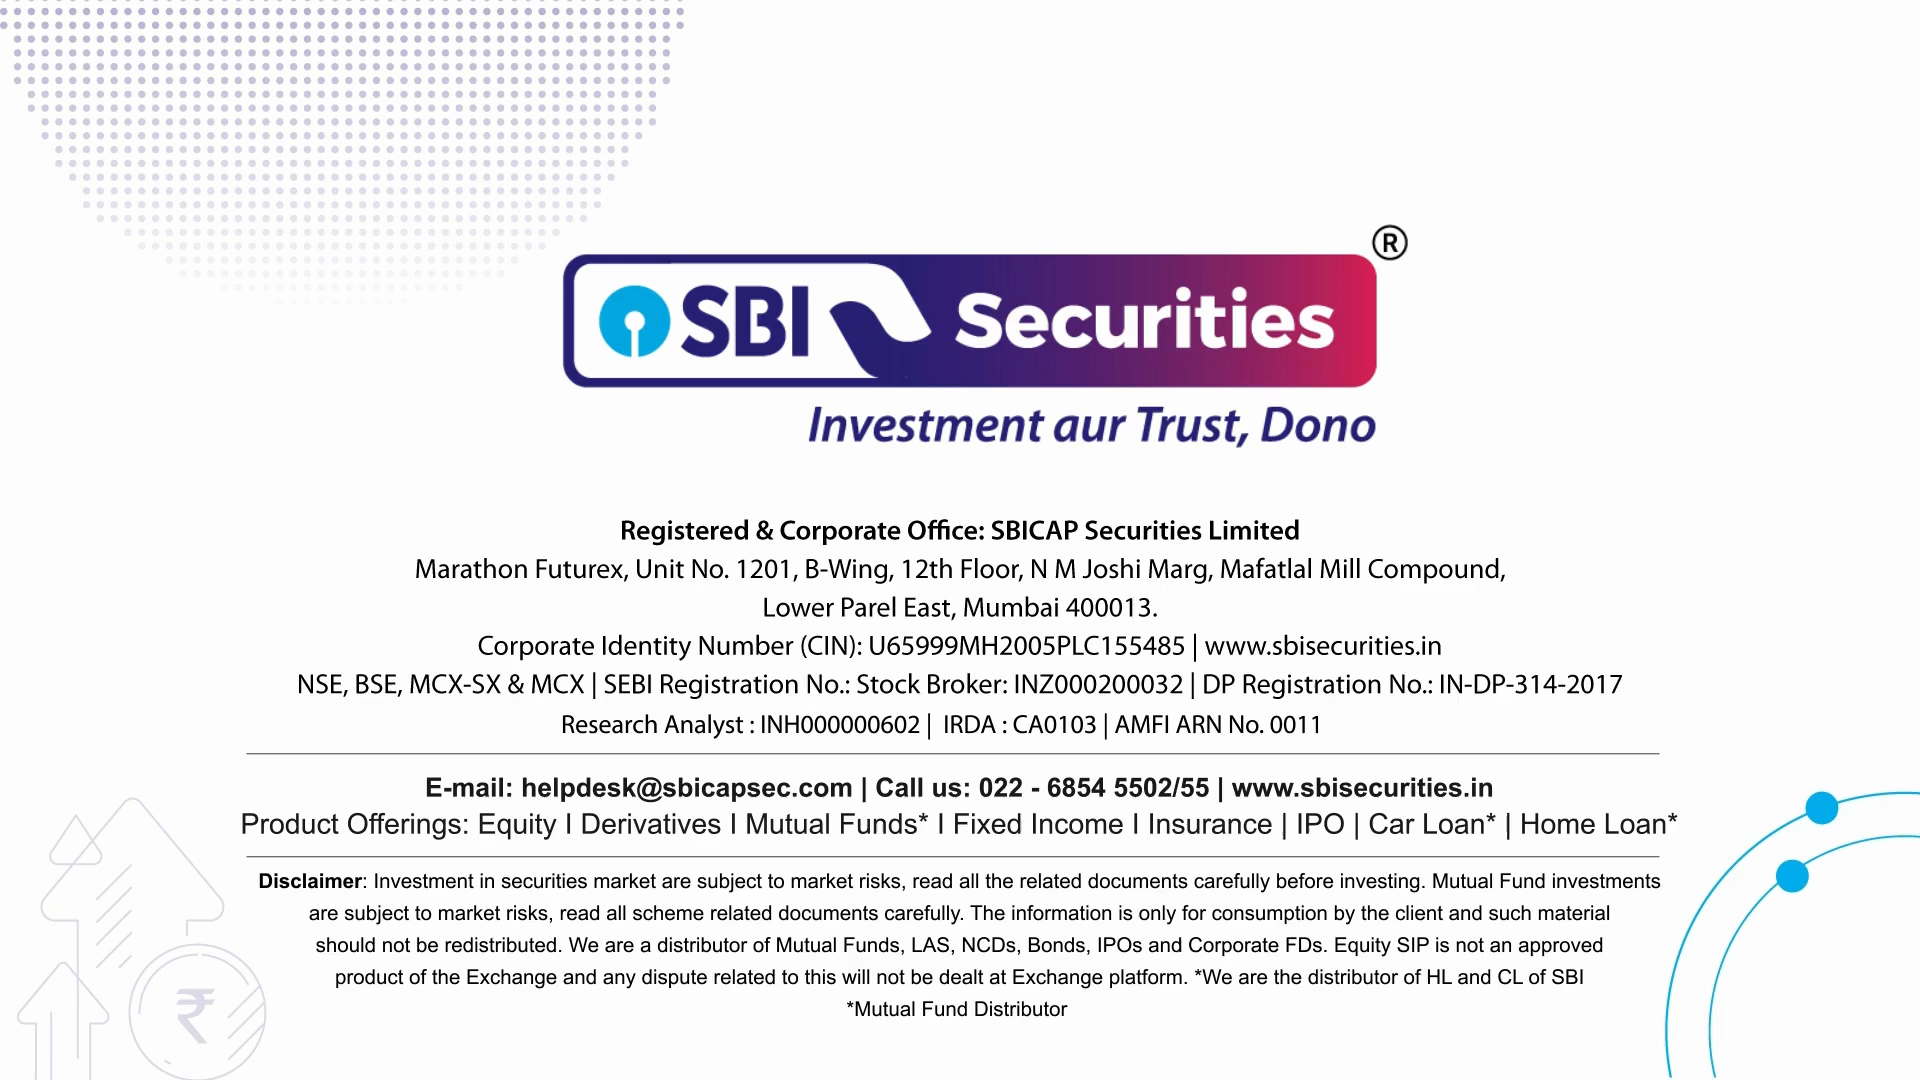 ®
SBI Securities
Investment aur Trust, Dono
Registered & Corporate Office: SBICAP Securities Limited
Marathon Futurex, Unit No. 1201, B-Wing, 12th Floor, N M Joshi Marg, Mafatlal Mill Compound,
Lower Parel East, Mumbai 400013.
Corporate Identity Number (CIN): U65999MH2005PLC155485 | www.sbisecurities.in
NSE, BSE, MCX-SX & MCX | SEBI Registration No.: Stock Broker: INZ000200032 | DP Registration No.: IN-DP-314-2017
Research Analyst : INH000000602 | IRDA : CA0103 | AMFI ARN No. 0011
E-mail: helpdesk@sbicapsec.com | Call us: 022 - 6854 5502/55 | www.sbisecurities.in
Product Offerings: Equity I Derivatives I Mutual Funds* I Fixed Income I Insurance | IPO | Car Loan* | Home Loan*
Disclaimer: Investment in securities market are subject to market risks, read all the related documents carefully before investing. Mutual Fund investments
are subject to market risks, read all scheme related documents carefully. The information is only for consumption by the client and such material
should not be redistributed. We are a distributor of Mutual Funds, LAS, NCDs, Bonds, IPOs and Corporate FDs. Equity SIP is not an approved
product of the Exchange and any dispute related to this will not be dealt at Exchange platform. *We are the distributor of HL and CL of SBI
*Mutual Fund Distributor
₹